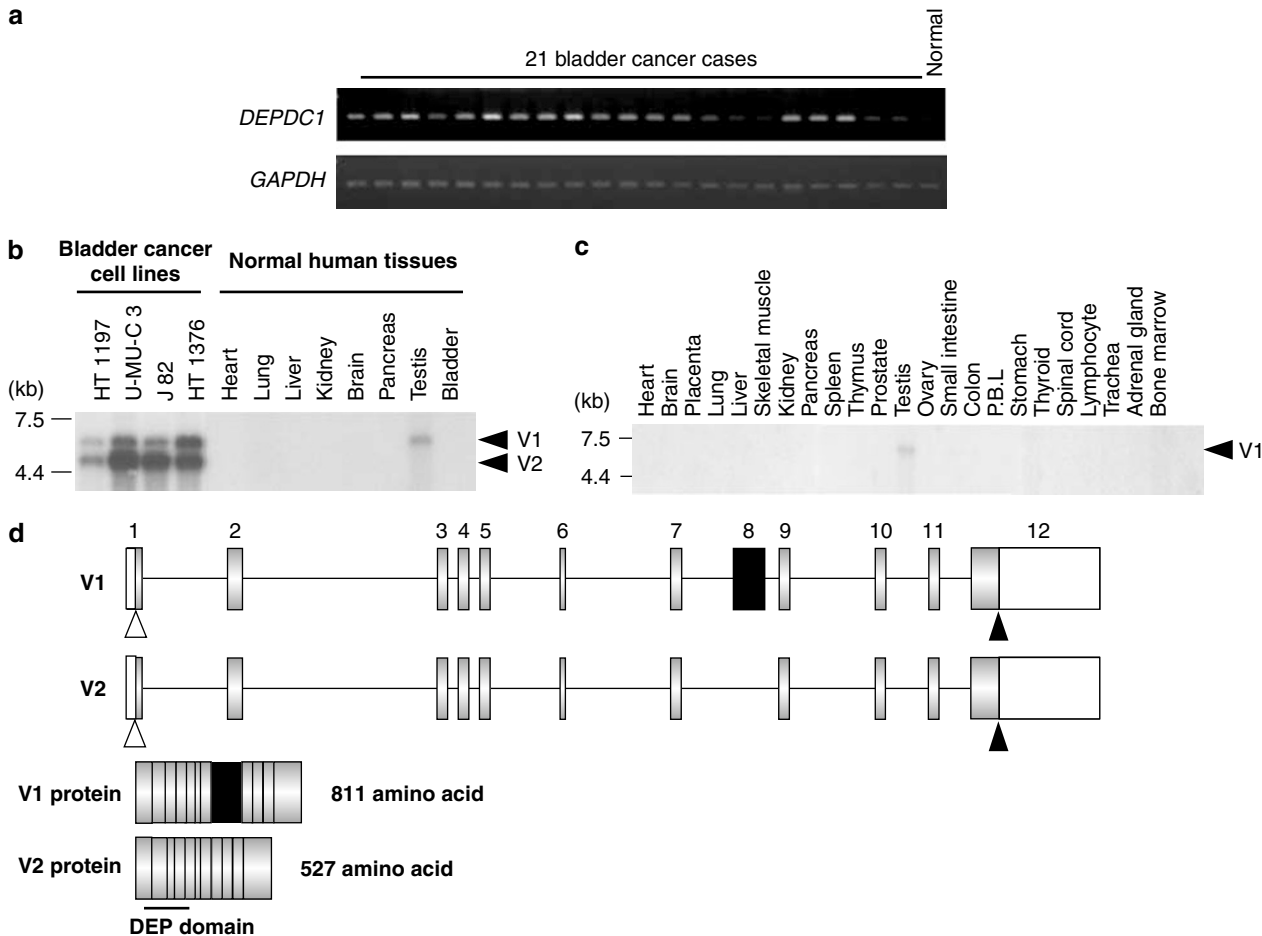 a
21 bladder cancer cases
Normal
DEPDC1
GAPDH
b
Bladder cancer
cell lines
Normal human tissues
HT 1197
U-MU-C 3
J 82
HT 1376
Heart
Lung
Liver
Kidney
Brain
Pancreas
Testis
Bladder
(kb)
7.5
4.4
V1
V2
c
Heart
Brain
Placenta
Lung
Liver
Skeletal muscle
Kidney
Pancreas
Spleen
Thymus
Prostate
Testis
Ovary
Small intestine
Colon
P.B.L
Stomach
Thyroid
Spinal cord
Lymphocyte
Trachea
Adrenal gland
Bone marrow
(kb)
7.5
4.4
V1
d
1 2 3 4 5 6 7 8 9 10 11 12
V1
V2
V1 protein
811 amino acid
V2 protein
527 amino acid
DEP domain